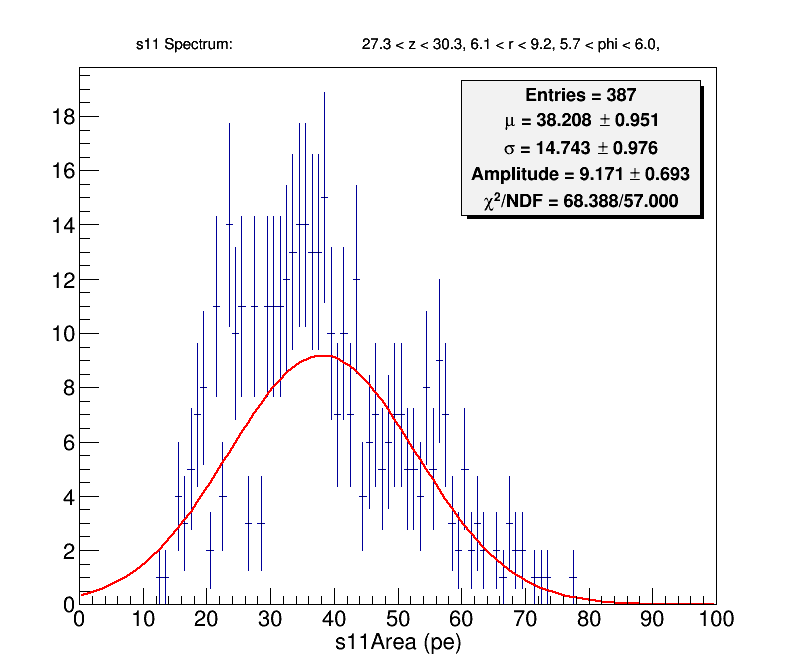 s11 Spectrum: 27.3 < z < 30.3, 6.1 < r < 9.2, 5.7 < phi < 6.0,
Entries = 387
μ = 38.208 ± 0.951
σ = 14.743 ± 0.976
Amplitude = 9.171 ± 0.693
χ²/NDF = 68.388/57.000
18
16
14
12
10
8
6
4
2
0
0 10 20 30 40 50 60 70 80 90 100
s11Area (pe)